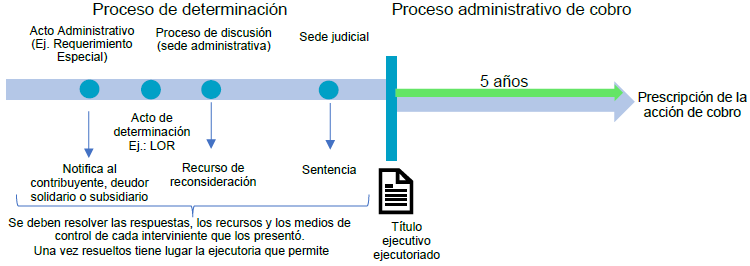 Proceso de determinación
Proceso administrativo de cobro
Acto Administrativo
(Ej. Requerimiento
Especial)
Proceso de discusión
(sede administrativa)
Sede judicial
5 años
Prescripción de la
acción de cobro
Acto de
determinación
Ej.: LOR
Notifica al
contribuyente, deudor
solidario o subsidiario
Recurso de
reconsideración
Sentencia
Se deben resolver las respuestas, los recursos y los medios de
control de cada interviniente que los presentó.
Una vez resueltos tiene lugar la ejecutoria que permite
Título
ejecutivo
ejecutoriado